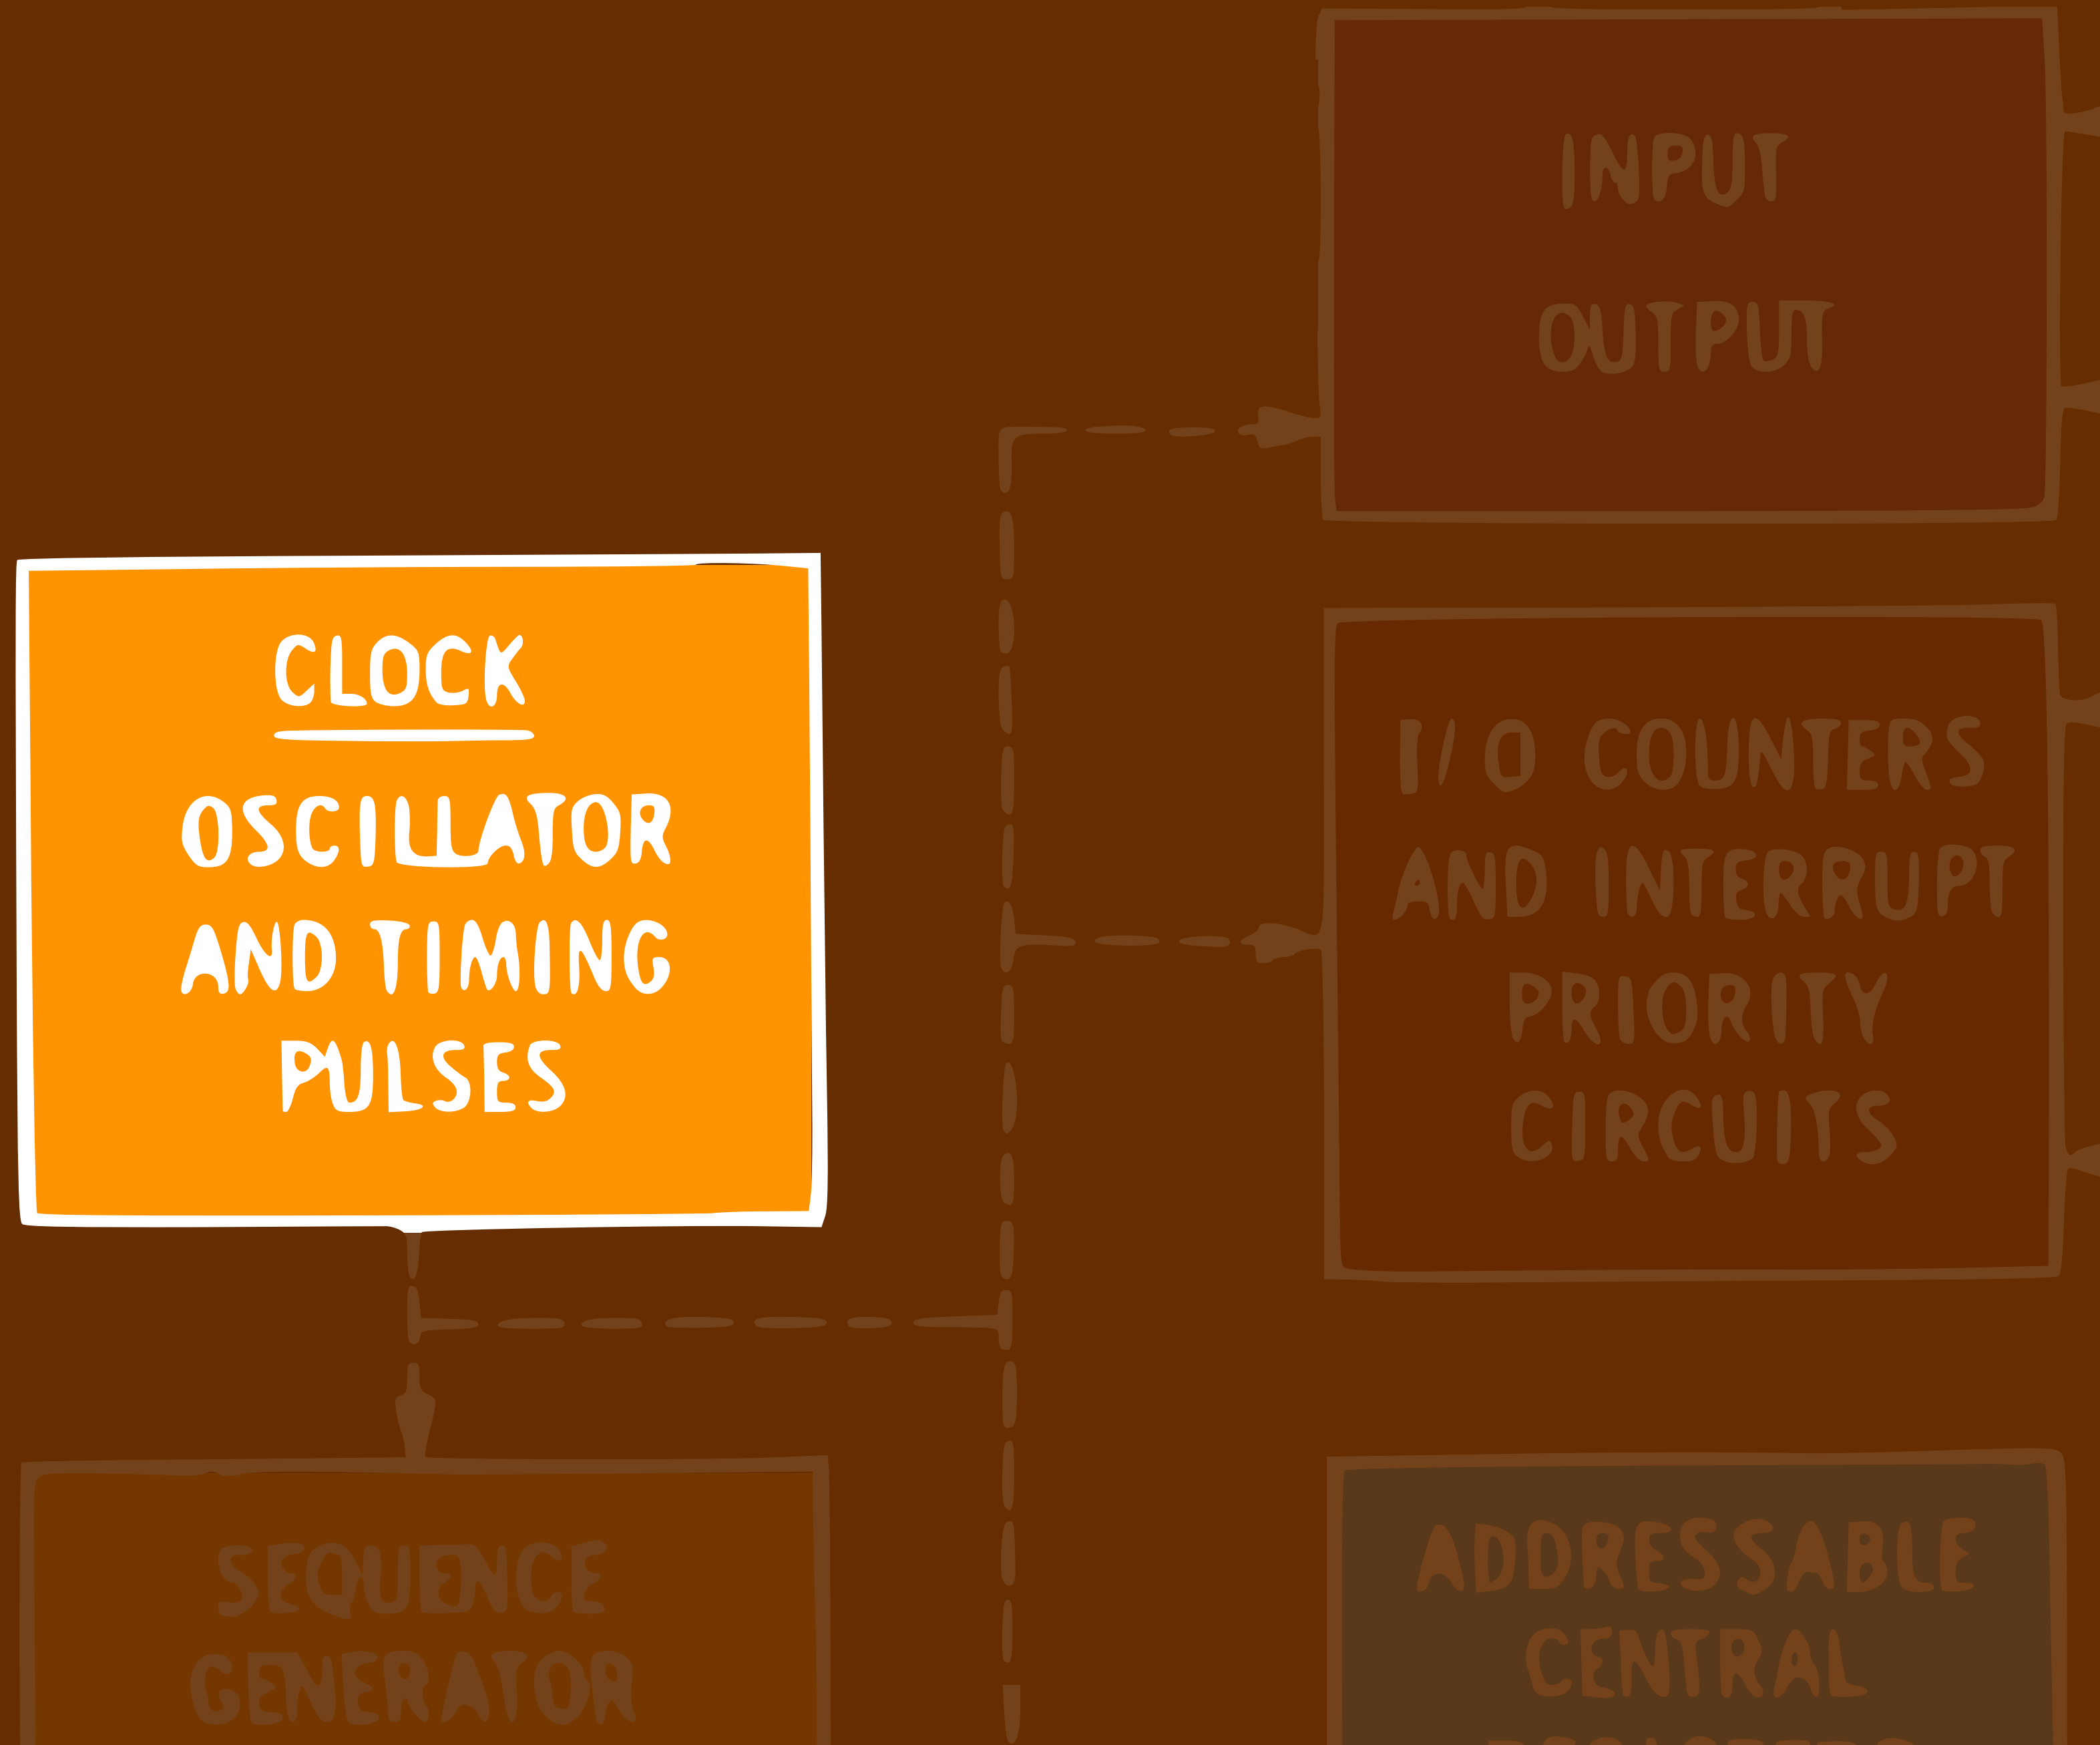 INPUT
OUTPUT
CLOCK
OSCILLATOR
AND TIMING
PULSES
I/O COUNTERS
AND INTERRUPT
PRIORITY
CIRCUITS
SEQUENCE
GENERATOR
ADDRESSABLE
CENTRAL